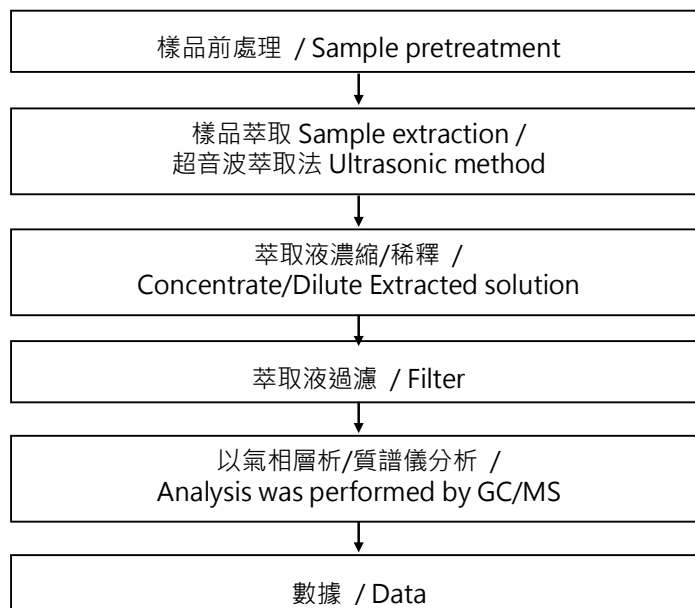 樣品前處理 / Sample pretreatment
樣品萃取 Sample extraction /
超音波萃取法 Ultrasonic method
萃取液濃縮/稀釋 /
Concentrate/Dilute Extracted solution
萃取液過濾 / Filter
以氣相層析/質譜儀分析 /
Analysis was performed by GC/MS
數據 / Data